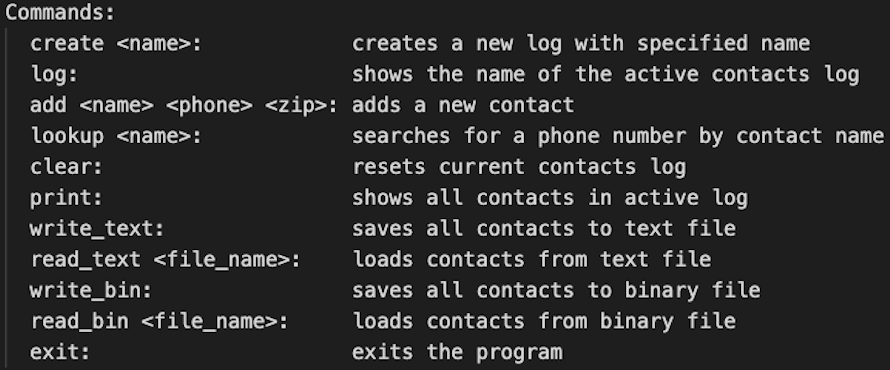 Commands:
create <name>: creates a new log with specified name
log: shows the name of the active contacts log
add <name> <phone> <zip>: adds a new contact
lookup <name>: searches for a phone number by contact name
clear: resets current contacts log
print: shows all contacts in active log
write_text: saves all contacts to text file
read_text <file_name>: loads contacts from text file
write_bin: saves all contacts to binary file
read_bin <file_name>: loads contacts from binary file
exit: exits the program